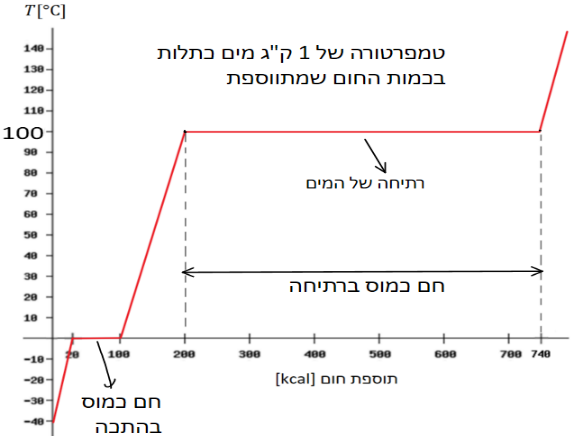 T [°C]
טמפרטורה של 1 ק"ג מים כתלות
בכמות החום שמתווספת
140
130
120
110
100
90
80
70
60
50
40
30
20
10
-10
-20
-30
-40
רתיחה של המים
חם כמוס ברתיחה
20 100 200 300 400 500 600 700 740
תוספת חום [kcal]
חם כמוס
בהתכה